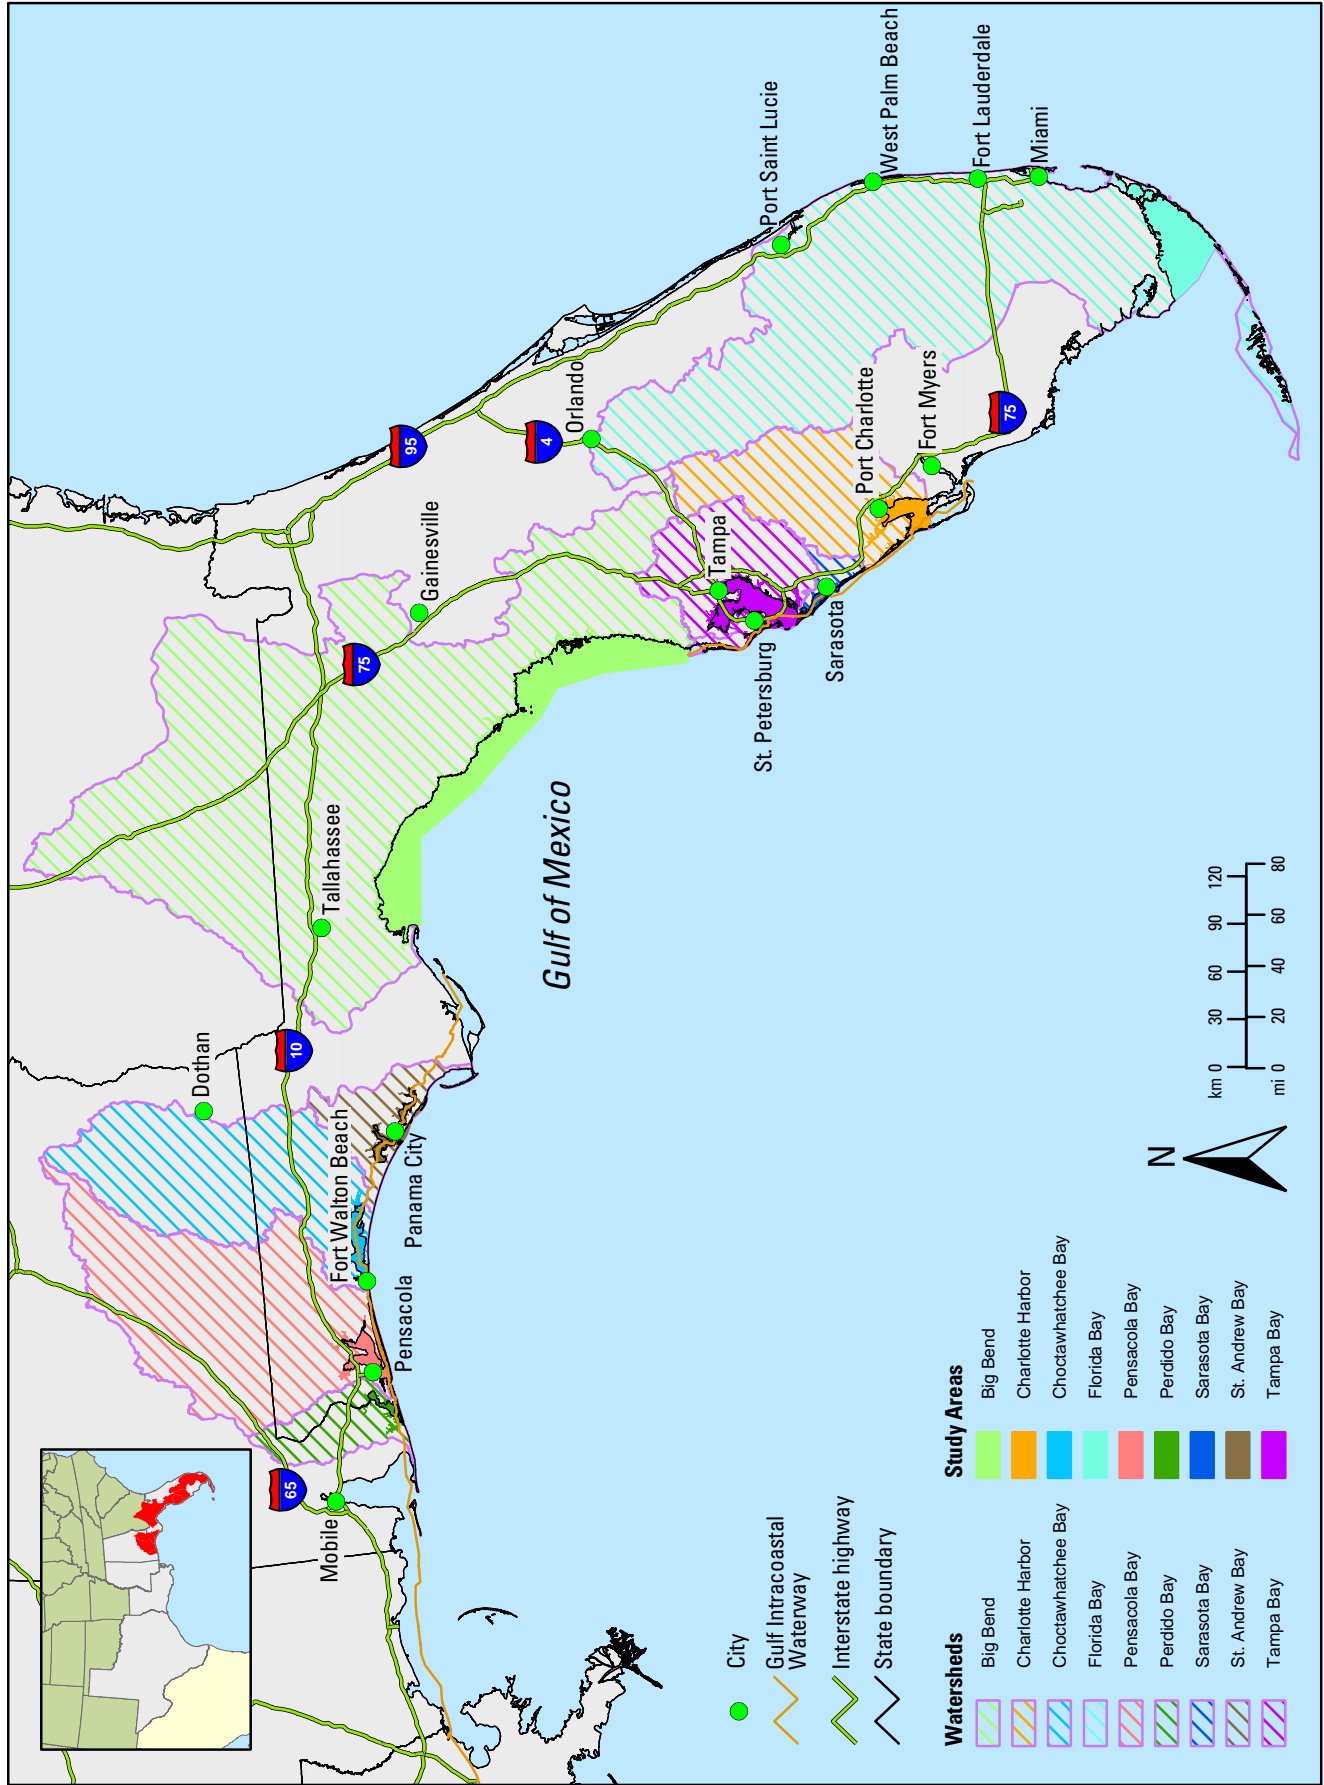 Dothan
Tallahassee
Gainesville
Orlando
Port Saint Lucie
West Palm Beach
Fort Lauderdale
Miami
Fort Myers
Port Charlotte
Tampa
St. Petersburg
Sarasota
Panama City
Fort Walton Beach
Pensacola
Mobile
65
10
75
95
4
75
Gulf of Mexico
City
Gulf Intracoastal
Waterway
Interstate highway
State boundary
N
km 0 30 60 90 120
mi 0 20 40 60 80
Watersheds
Big Bend
Charlotte Harbor
Choctawhatchee Bay
Florida Bay
Pensacola Bay
Perdido Bay
Sarasota Bay
St. Andrew Bay
Tampa Bay
Study Areas
Big Bend
Charlotte Harbor
Choctawhatchee Bay
Florida Bay
Pensacola Bay
Perdido Bay
Sarasota Bay
St. Andrew Bay
Tampa Bay